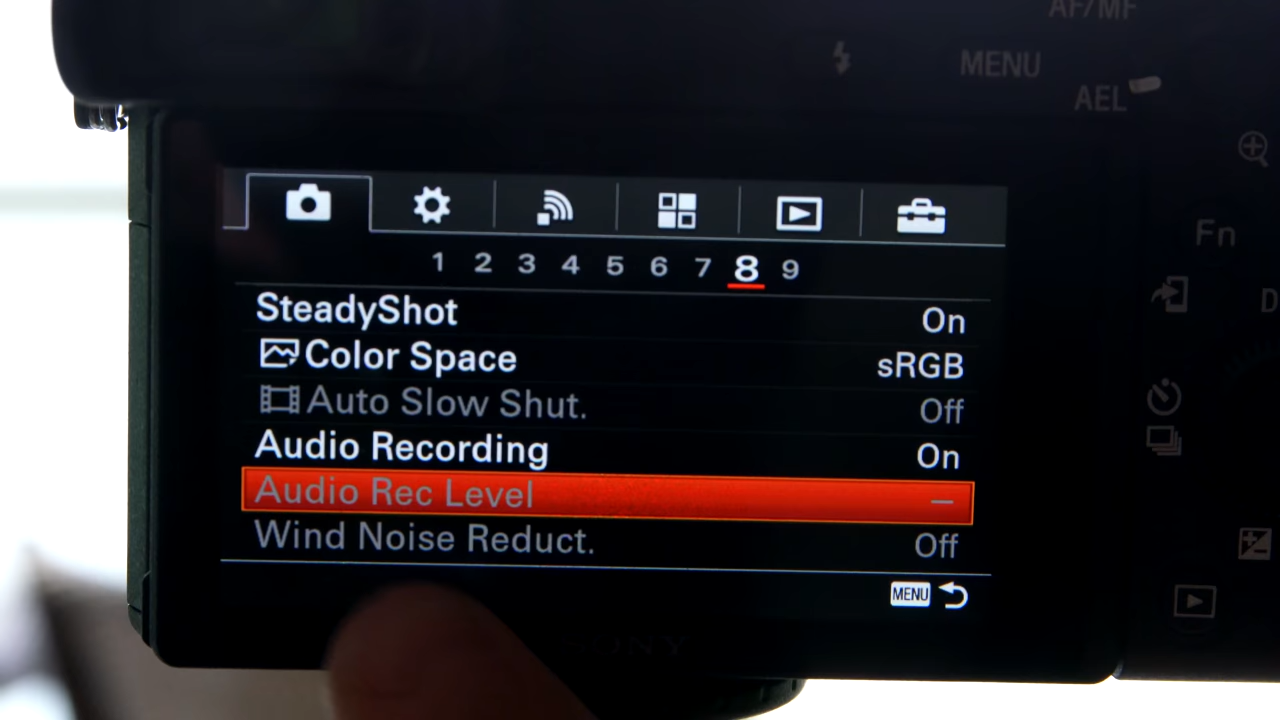 AF/MF
MENU
AEL
Fn
1 2 3 4 5 6 7 8 9
SteadyShot On
Color Space sRGB
Auto Slow Shut. Off
Audio Recording On
Audio Rec Level –
Wind Noise Reduct. Off
MENU
SONY